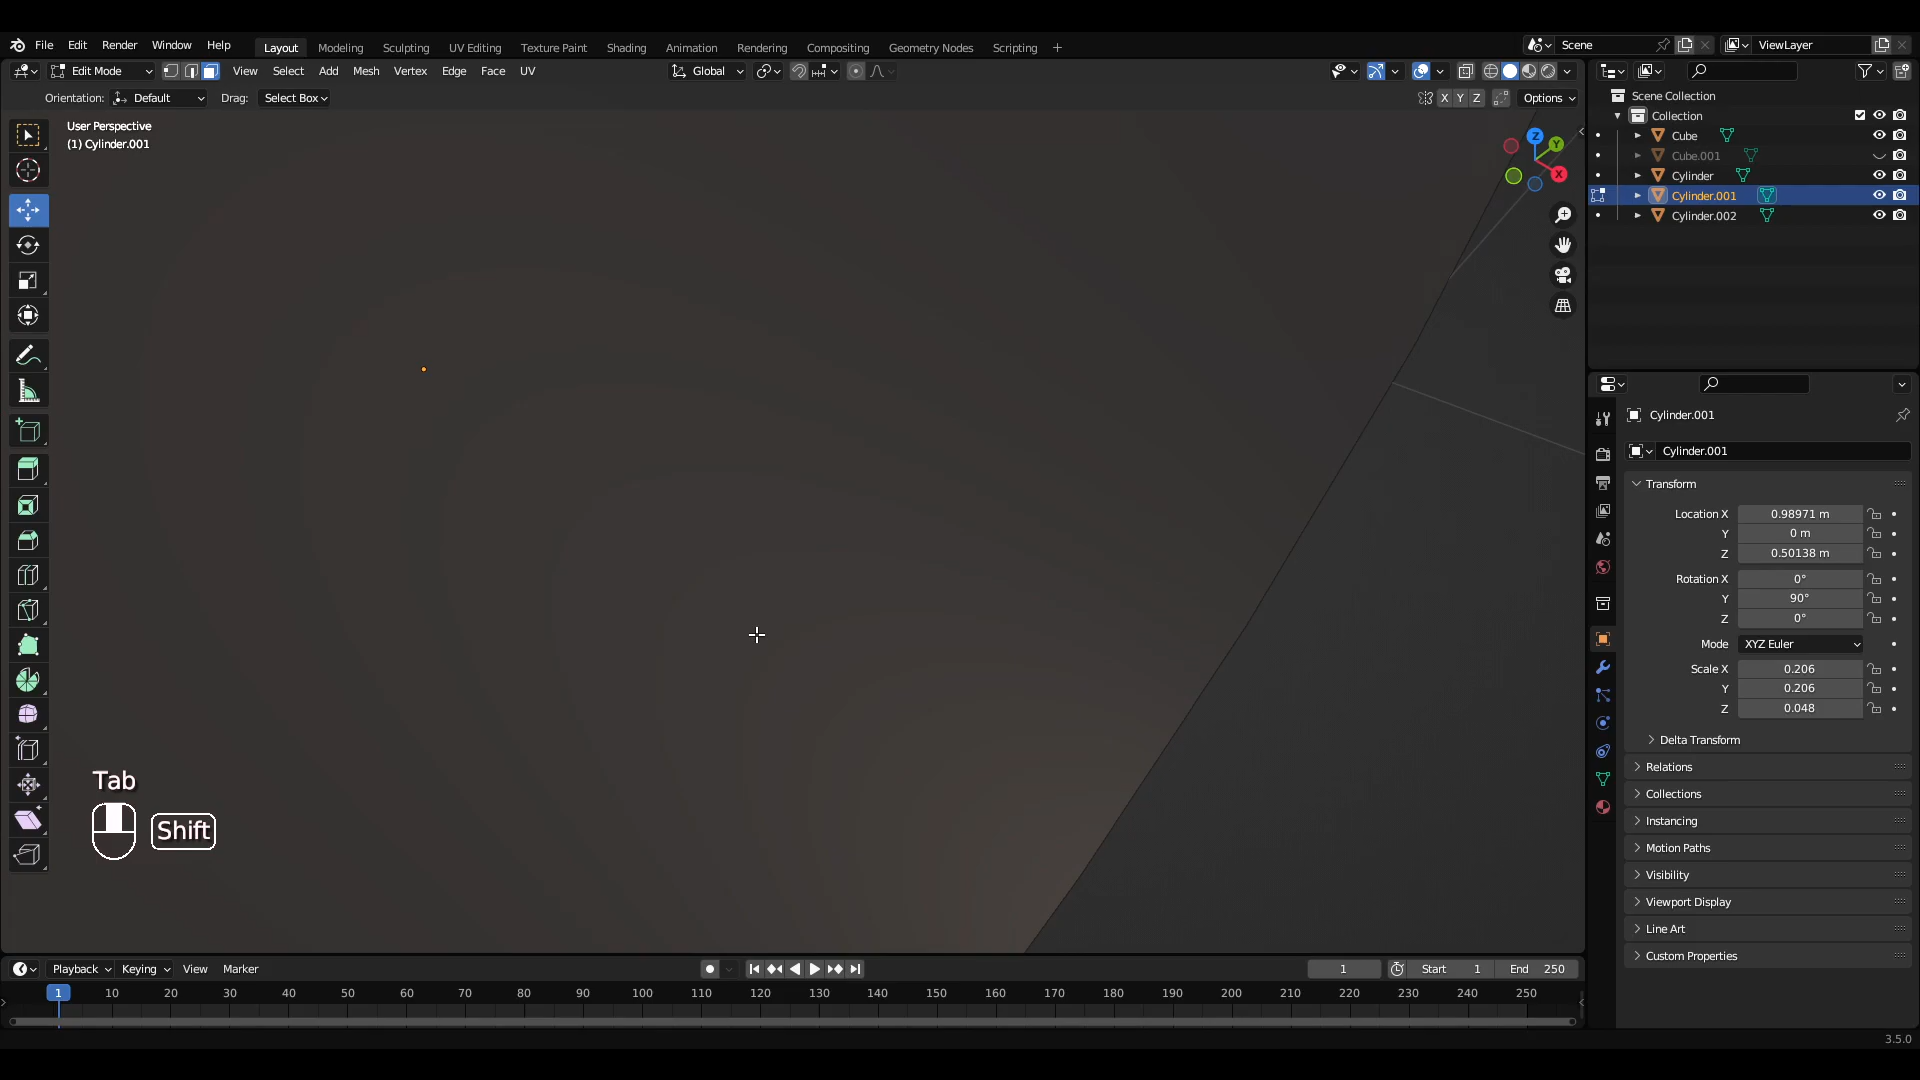 File Edit Render Window Help Layout Modeling Sculpting UV Editing Texture Paint Shading Animation Rendering Compositing Geometry Nodes Scripting + Scene ViewLayer
Edit Mode View Select Add Mesh Vertex Edge Face UV Global
Orientation: Default Drag: Select Box X Y Z Options
User Perspective
(1) Cylinder.001
Z
Y
X
Scene Collection
Collection
Cube
Cube.001
Cylinder
Cylinder.001
Cylinder.002
Cylinder.001
Cylinder.001
Transform
Location X 0.98971 m
Y 0 m
Z 0.50138 m
Rotation X 0°
Y 90°
Z 0°
Mode XYZ Euler
Scale X 0.206
Y 0.206
Z 0.048
Delta Transform
Relations
Collections
Instancing
Motion Paths
Visibility
Viewport Display
Line Art
Custom Properties
Tab
Shift
Playback Keying View Marker 1 Start 1 End 250
1 10 20 30 40 50 60 70 80 90 100 110 120 130 140 150 160 170 180 190 200 210 220 230 240 250
3.5.0